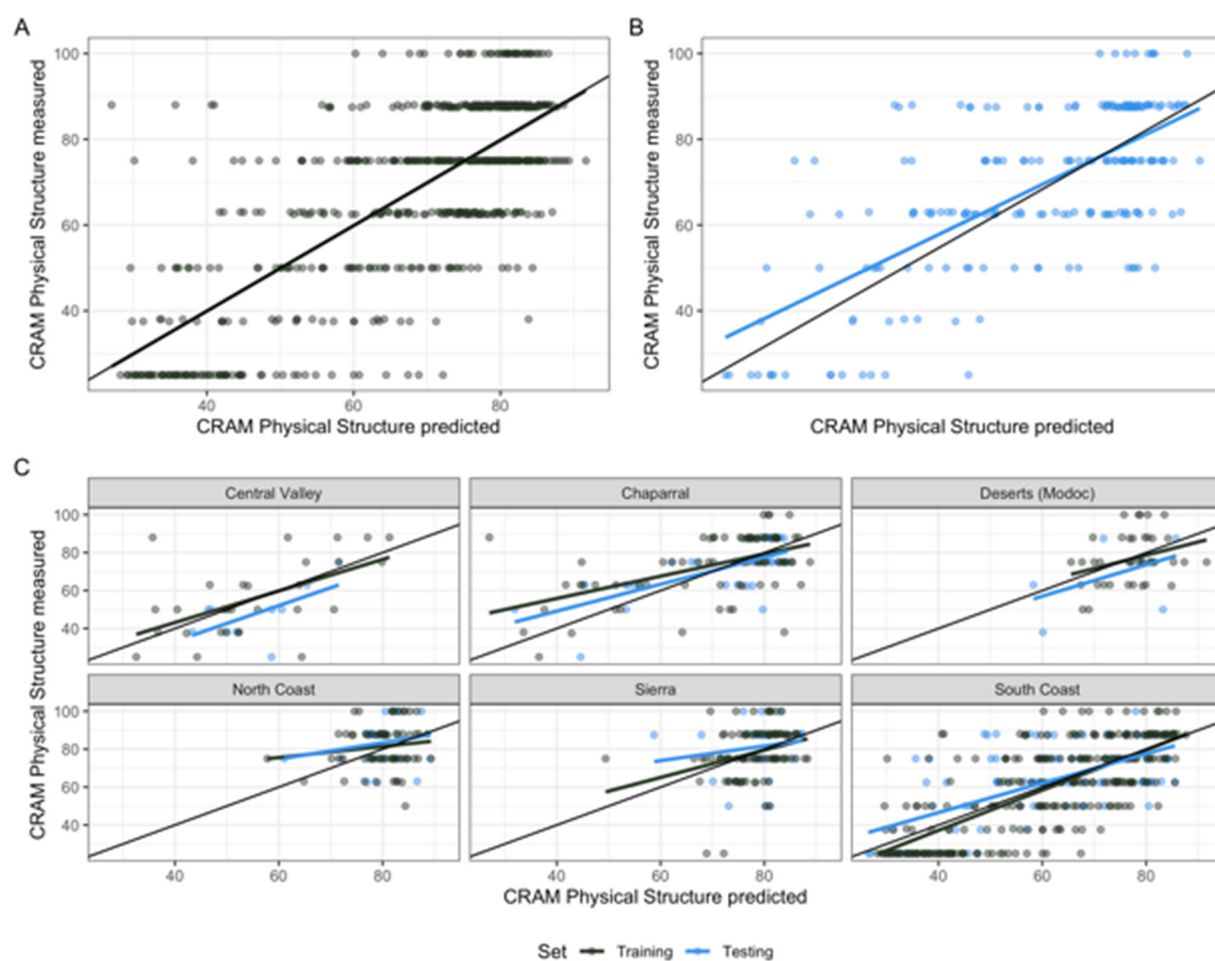 A
B
CRAM Physical Structure measured
100
80
60
40
40
60
80
CRAM Physical Structure predicted
CRAM Physical Structure measured
100
80
60
40
CRAM Physical Structure predicted
C
CRAM Physical Structure measured
Central Valley
Chaparral
Deserts (Modoc)
100
80
60
40
North Coast
Sierra
South Coast
100
80
60
40
40
60
80
40
60
80
40
60
80
CRAM Physical Structure predicted
Set
Training
Testing